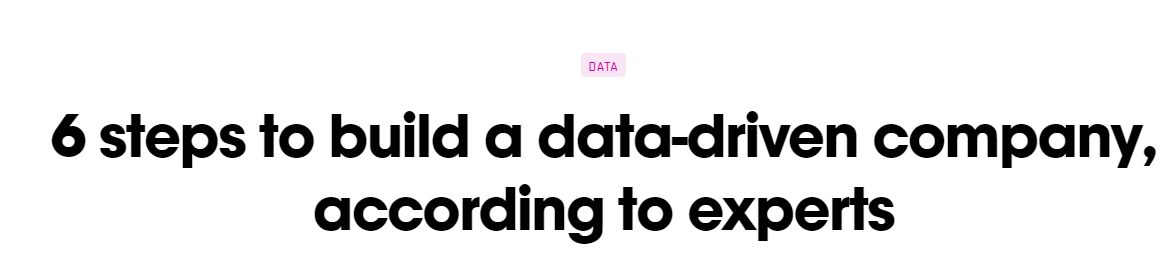 DATA
6 steps to build a data-driven company,
according to experts